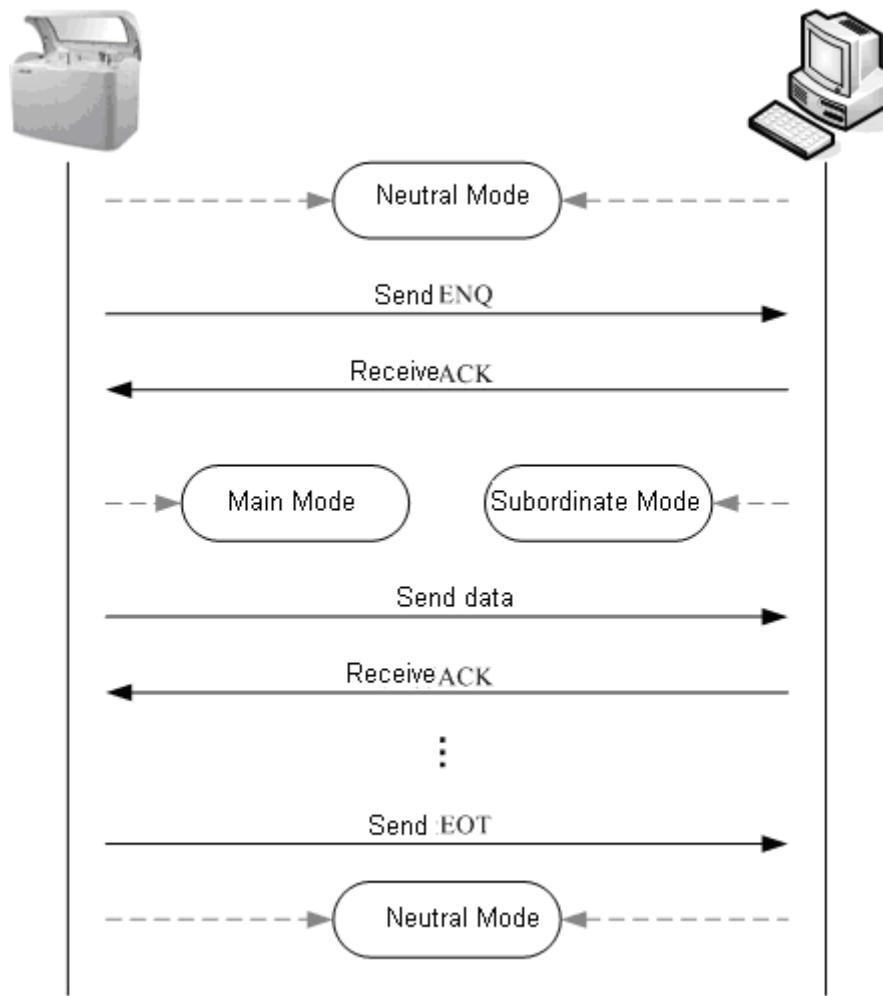 Neutral Mode
Send ENQ
Receive ACK
Main Mode
Subordinate Mode
Send data
Receive ACK
Send :EOT
Neutral Mode